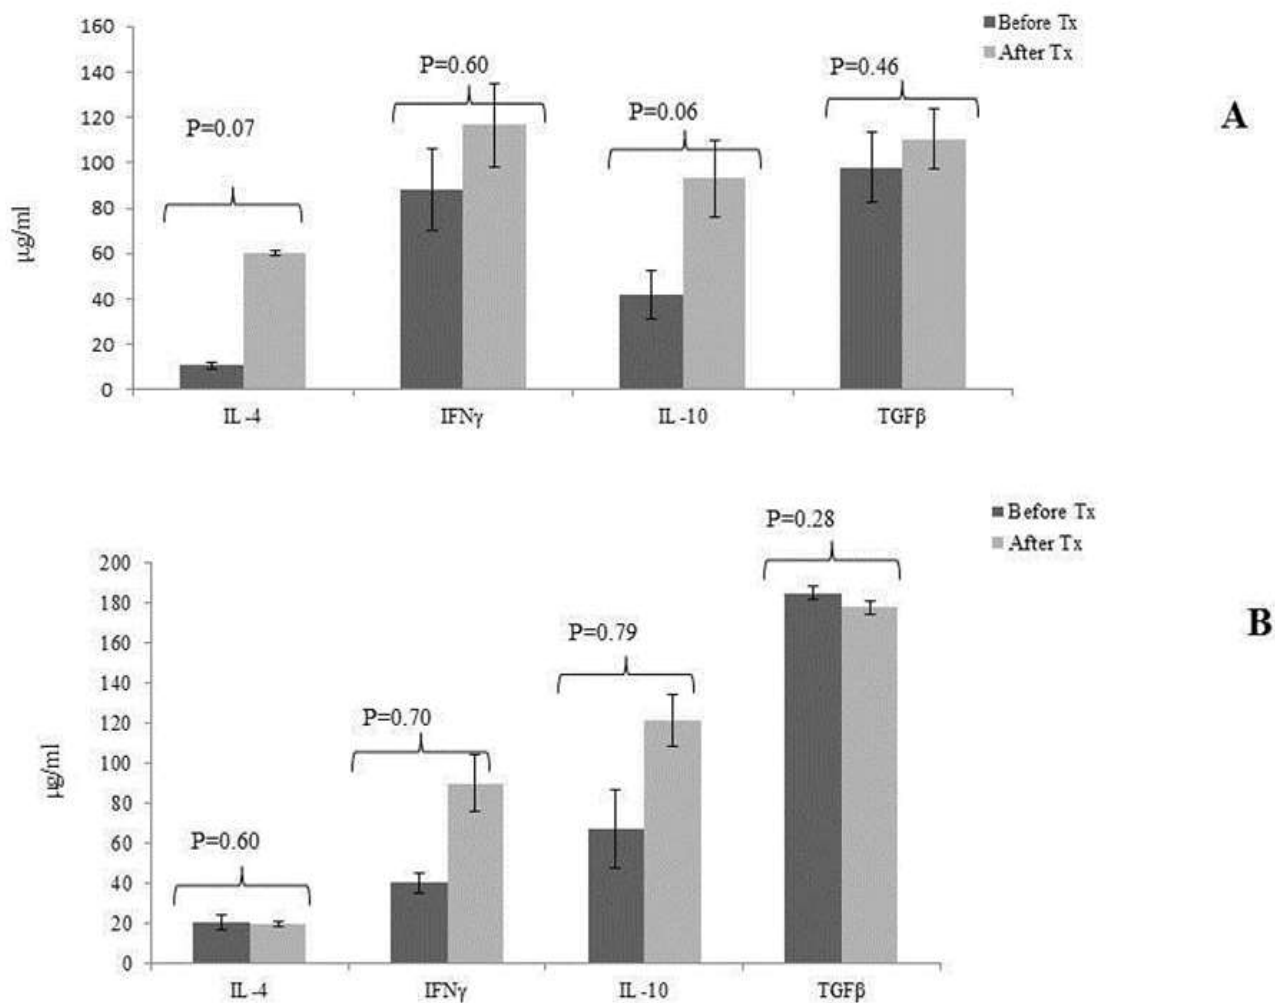 160
140
120
100
80
60
40
20
0
µg/ml
P=0.07
P=0.60
P=0.06
P=0.46
Before Tx
After Tx
A
IL -4
IFNγ
IL -10
TGFβ
200
180
160
140
120
100
80
60
40
20
0
µg/ml
P=0.60
P=0.70
P=0.79
P=0.28
Before Tx
After Tx
B
IL -4
IFNγ
IL -10
TGFβ